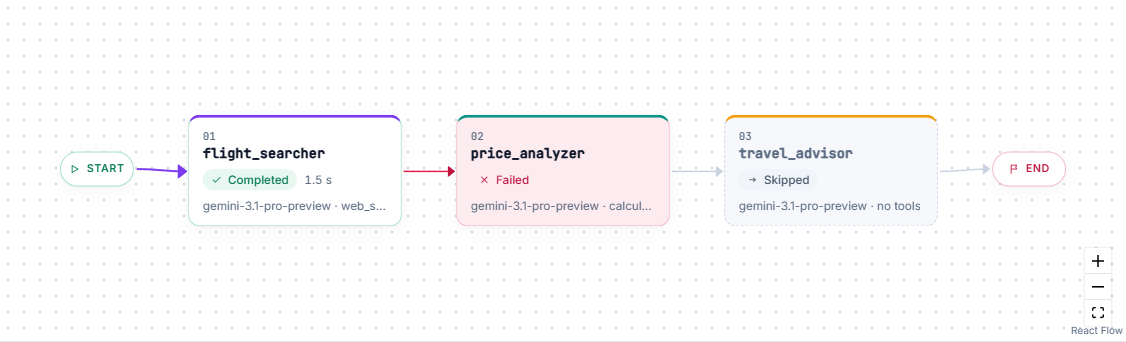 START
01
flight_searcher
Completed 1.5 s
gemini-3.1-pro-preview · web_s...
02
price_analyzer
Failed
gemini-3.1-pro-preview · calcul...
03
travel_advisor
Skipped
gemini-3.1-pro-preview · no tools
END
React Flow